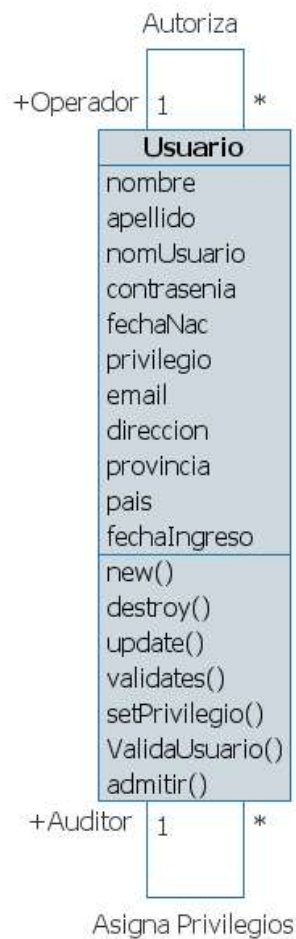 Autoriza
+Operador 1 *
Usuario
nombre
apellido
nomUsuario
contrasenia
fechaNac
privilegio
email
direccion
provincia
pais
fechaIngreso
new()
destroy()
update()
validates()
setPrivilegio()
ValidaUsuario()
admitir()
+Auditor 1 *
Asigna Privilegios